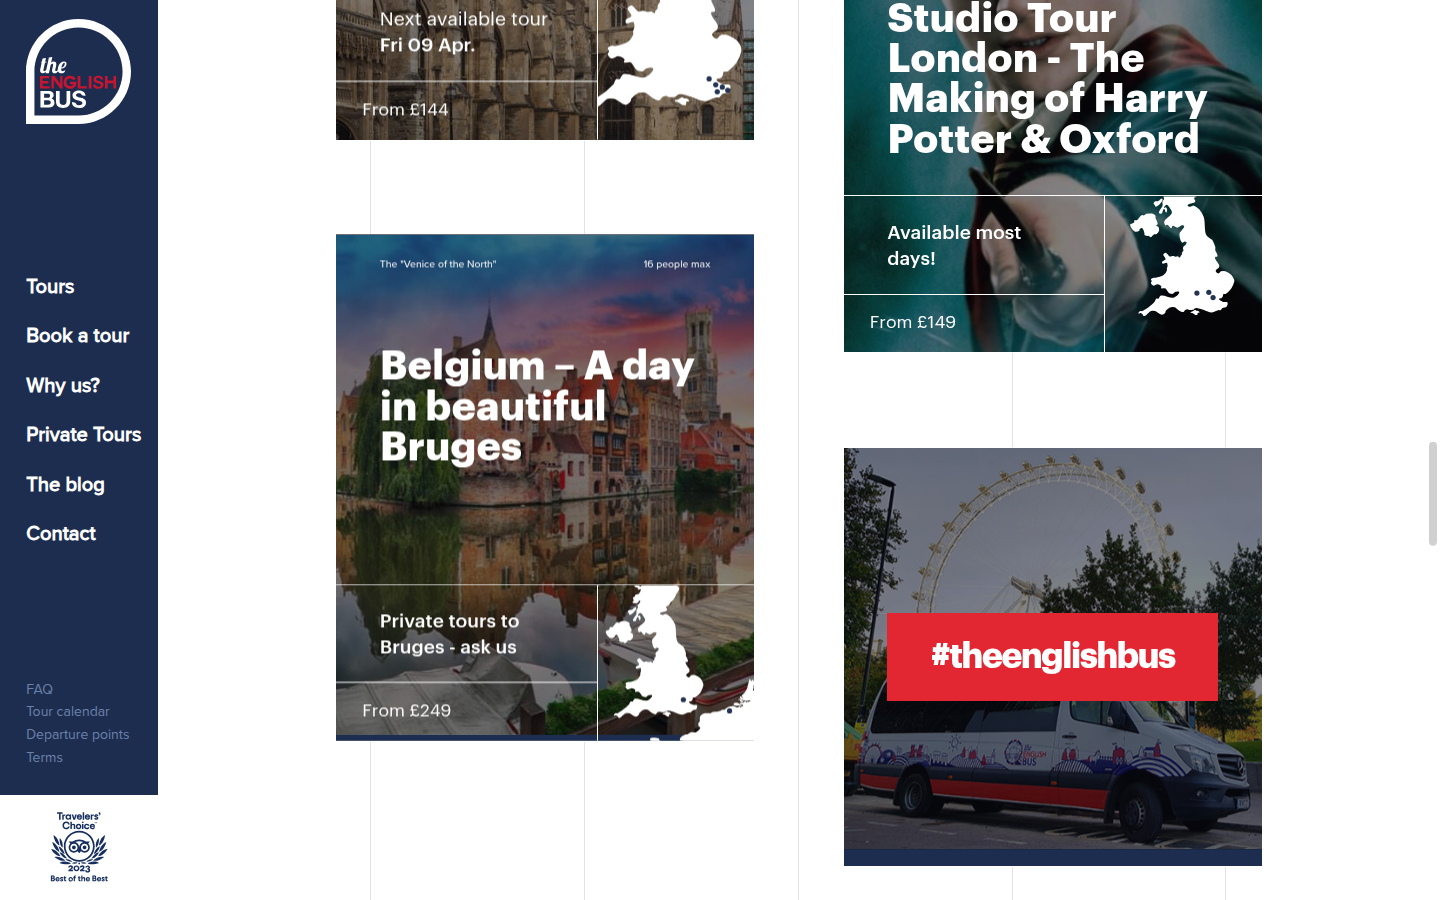 the
ENGLISH
BUS
Tours
Book a tour
Why us?
Private Tours
The blog
Contact
FAQ
Tour calendar
Departure points
Terms
Travelers'
Choice
2023
Best of the Best
Next available tour
Fri 09 Apr.
From £144
The "Venice of the North"
16 people max
Belgium – A day
in beautiful
Bruges
Private tours to
Bruges - ask us
From £249
Studio Tour
London - The
Making of Harry
Potter & Oxford
Available most
days!
From £149
#theenglishbus
the
ENGLISH
BUS